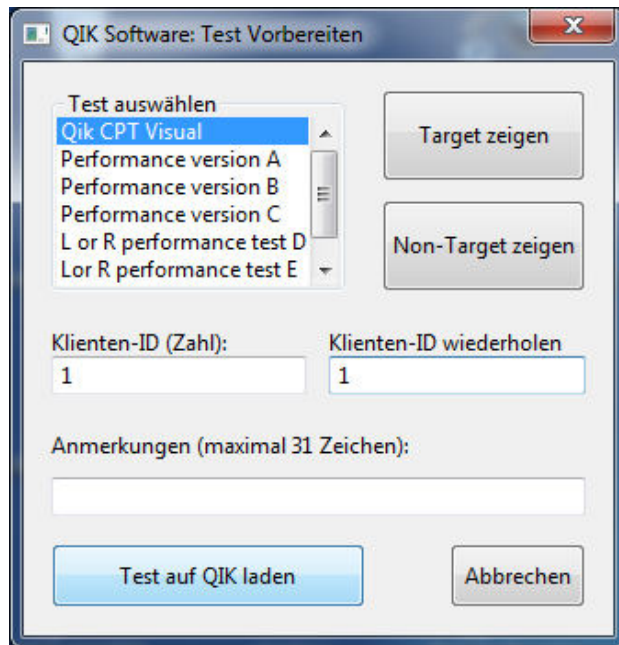 QIK Software: Test Vorbereiten
Test auswählen
Qik CPT Visual
Performance version A
Performance version B
Performance version C
L or R performance test D
Lor R performance test E
Target zeigen
Non-Target zeigen
Klienten-ID (Zahl):
1
Klienten-ID wiederholen
1
Anmerkungen (maximal 31 Zeichen):
Test auf QIK laden
Abbrechen